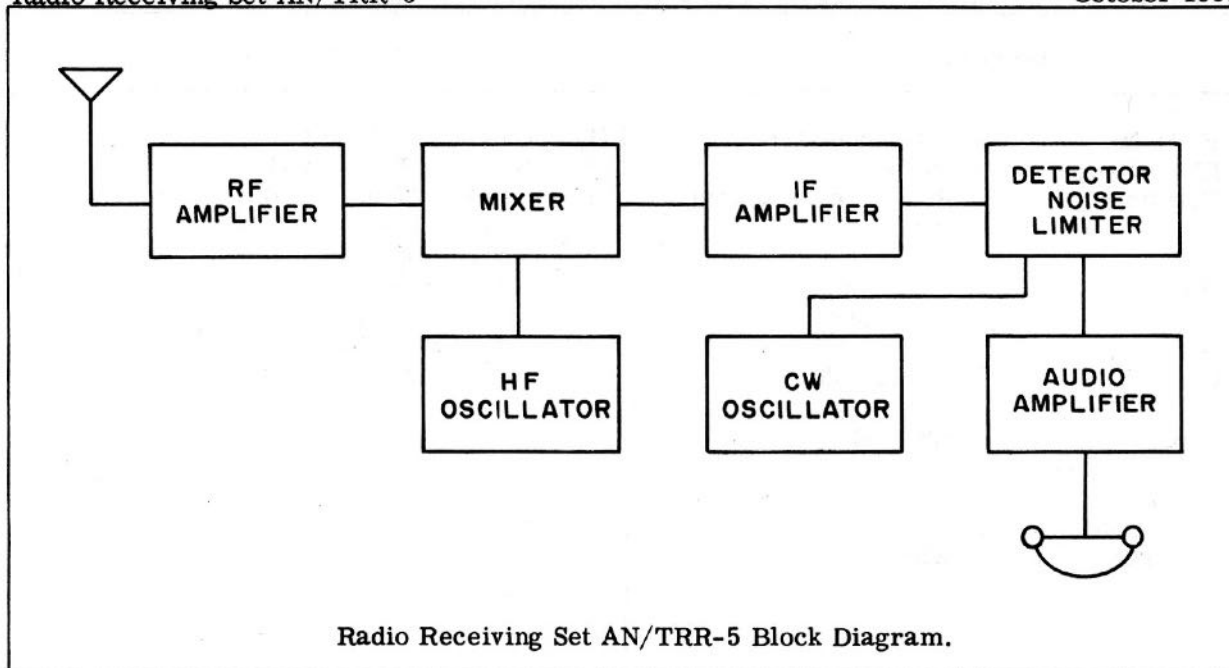 Radio Receiving Set AN/TRR-5
October
RF
AMPLIFIER
MIXER
IF
AMPLIFIER
DETECTOR
NOISE
LIMITER
HF
OSCILLATOR
CW
OSCILLATOR
AUDIO
AMPLIFIER
Radio Receiving Set AN/TRR-5 Block Diagram.